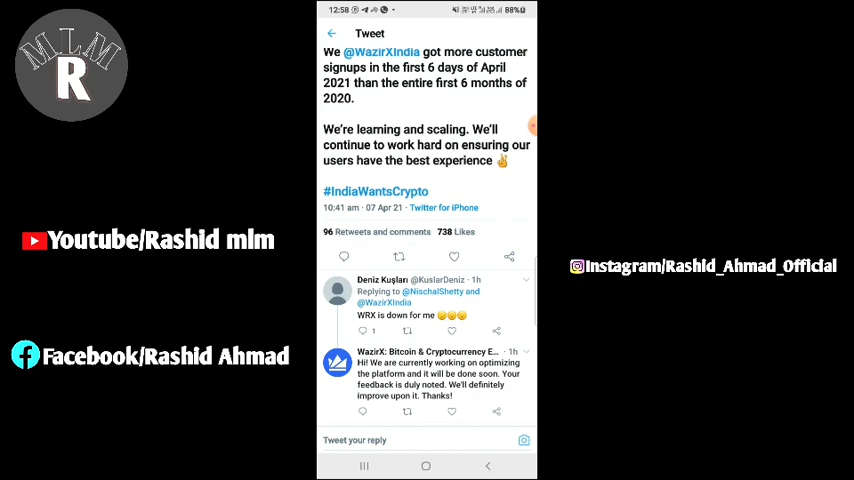 MLM
R
Youtube/Rashid mlm
Facebook/Rashid Ahmad
12:58
88%
Tweet
We @WazirXIndia got more customer
signups in the first 6 days of April
2021 than the entire first 6 months of
2020.
We're learning and scaling. We'll
continue to work hard on ensuring our
users have the best experience ✌
#IndiaWantsCrypto
10:41 am · 07 Apr 21 · Twitter for iPhone
96 Retweets and comments 738 Likes
Deniz Kuşları @KuslarDeniz · 1h
Replying to @NischalShetty and
@WazirXIndia
WRX is down for me 😔😔😔
1
WazirX: Bitcoin & Cryptocurrency E... · 1h
Hi! We are currently working on optimizing
the platform and it will be done soon. Your
feedback is duly noted. We'll definitely
improve upon it. Thanks!
Tweet your reply
Instagram/Rashid_Ahmad_Official